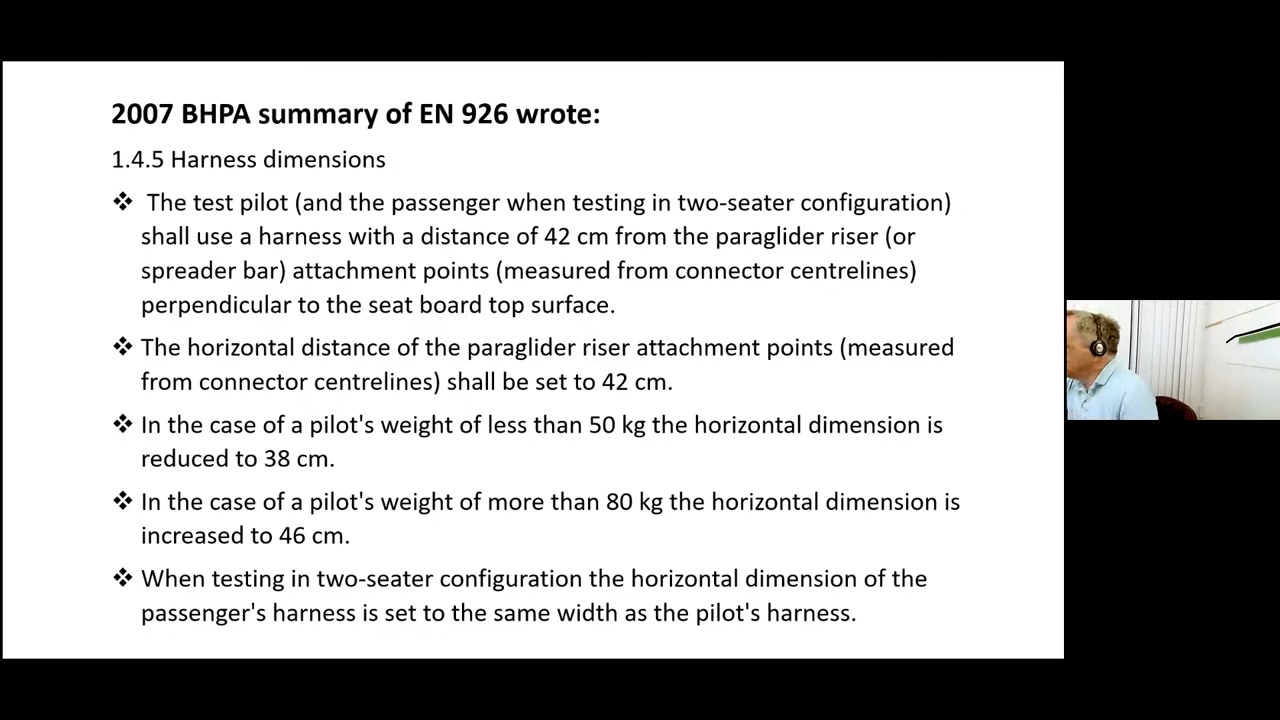 2007 BHPA summary of EN 926 wrote:
1.4.5 Harness dimensions
❖ The test pilot (and the passenger when testing in two-seater configuration)
shall use a harness with a distance of 42 cm from the paraglider riser (or
spreader bar) attachment points (measured from connector centrelines)
perpendicular to the seat board top surface.
❖ The horizontal distance of the paraglider riser attachment points (measured
from connector centrelines) shall be set to 42 cm.
❖ In the case of a pilot's weight of less than 50 kg the horizontal dimension is
reduced to 38 cm.
❖ In the case of a pilot's weight of more than 80 kg the horizontal dimension is
increased to 46 cm.
❖ When testing in two-seater configuration the horizontal dimension of the
passenger's harness is set to the same width as the pilot's harness.